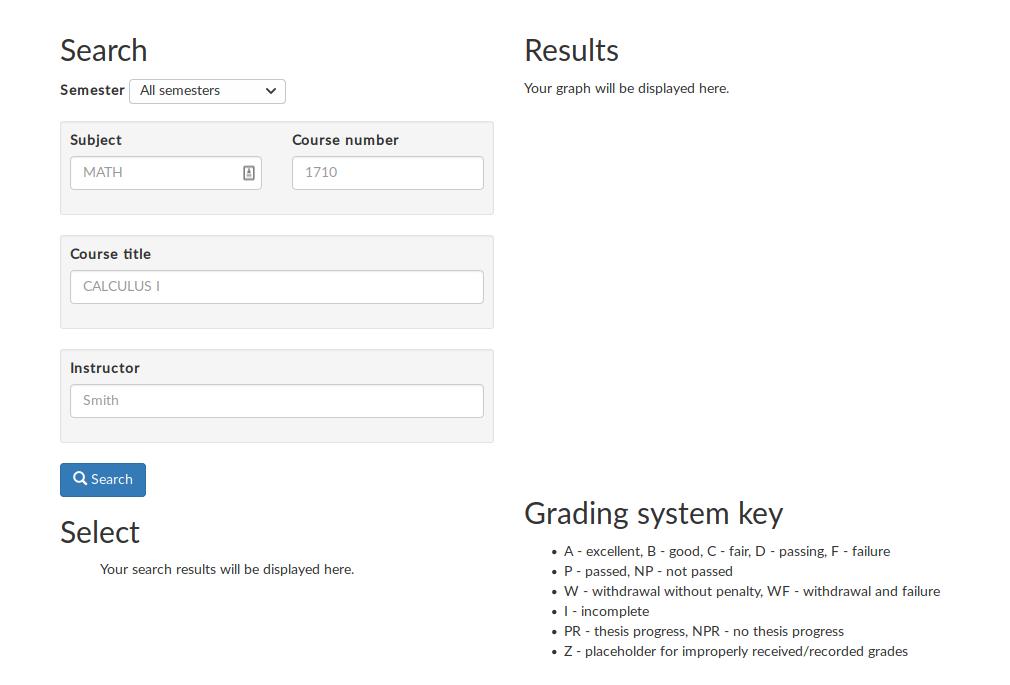 Search
Semester All semesters
Subject
Course number
MATH
1710
Course title
CALCULUS I
Instructor
Smith
Search
Select
Your search results will be displayed here.
Results
Your graph will be displayed here.
Grading system key
• A - excellent, B - good, C - fair, D - passing, F - failure
• P - passed, NP - not passed
• W - withdrawal without penalty, WF - withdrawal and failure
• I - incomplete
• PR - thesis progress, NPR - no thesis progress
• Z - placeholder for improperly received/recorded grades